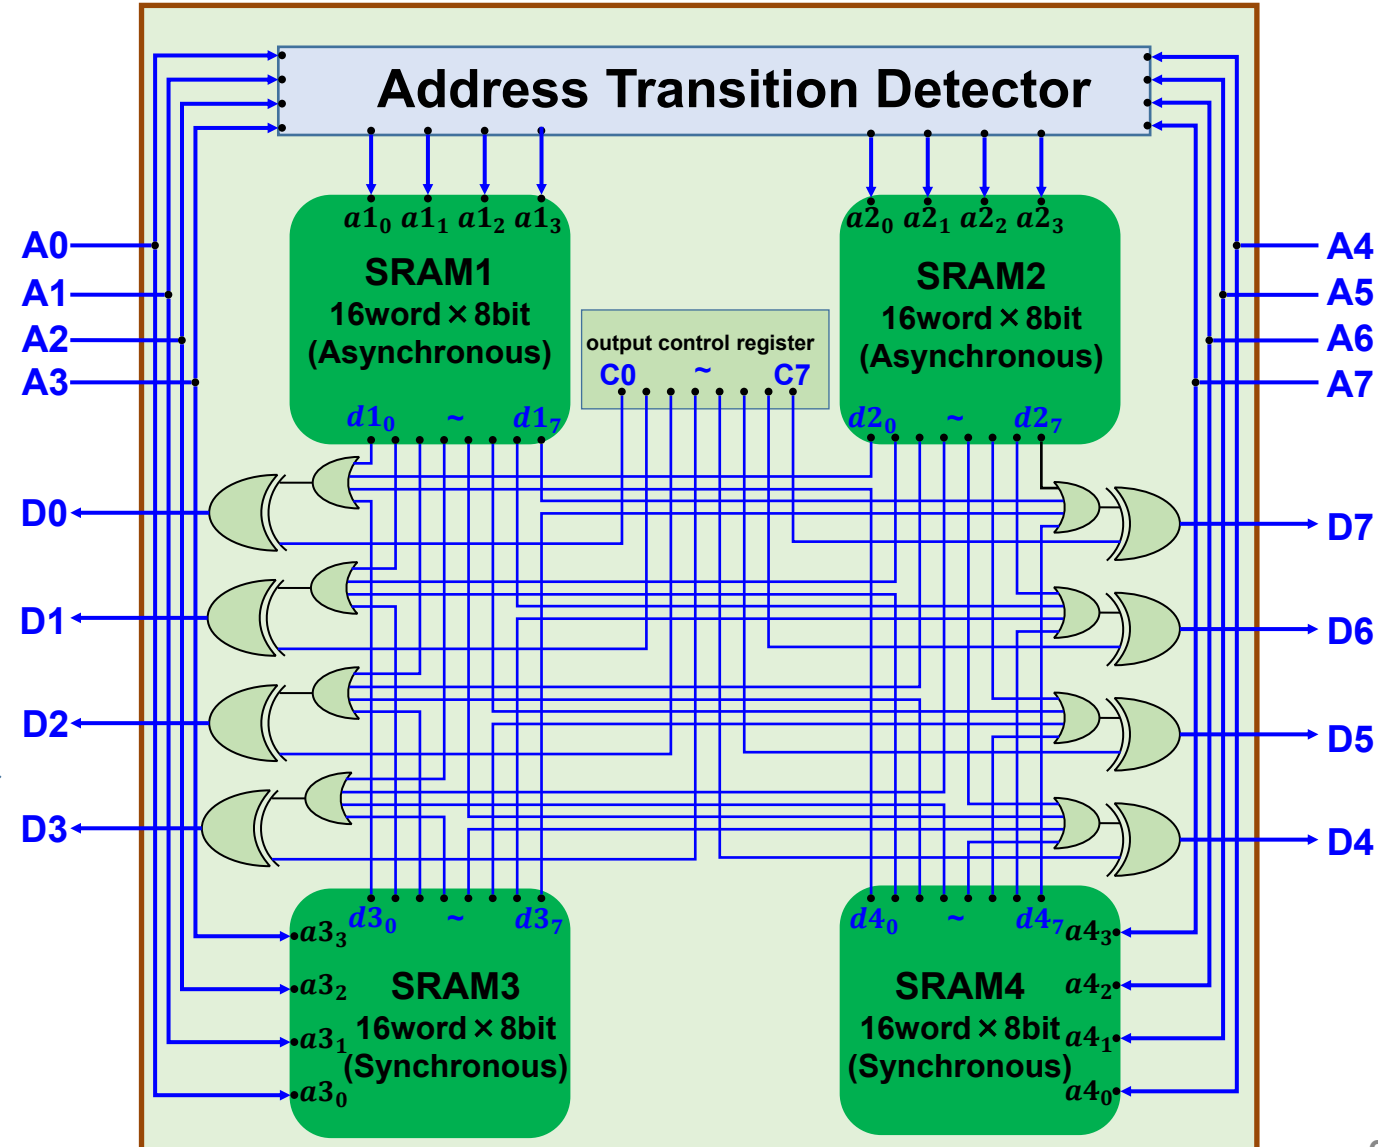 Address Transition Detector
a1₀ a1₁ a1₂ a1₃
a2₀ a2₁ a2₂ a2₃
SRAM1
16word×8bit
(Asynchronous)
SRAM2
16word×8bit
(Asynchronous)
A0
A1
A2
A3
A4
A5
A6
A7
output control register
C0 ~ C7
d1₀ ~ d1₇
d2₀ ~ d2₇
D0
D1
D2
D3
D7
D6
D5
D4
d3₀ ~ d3₇
d4₀ ~ d4₇
a3₃
a3₂
a3₁
a3₀
SRAM3
16word×8bit
(Synchronous)
SRAM4
16word×8bit
(Synchronous)
a4₃
a4₂
a4₁
a4₀